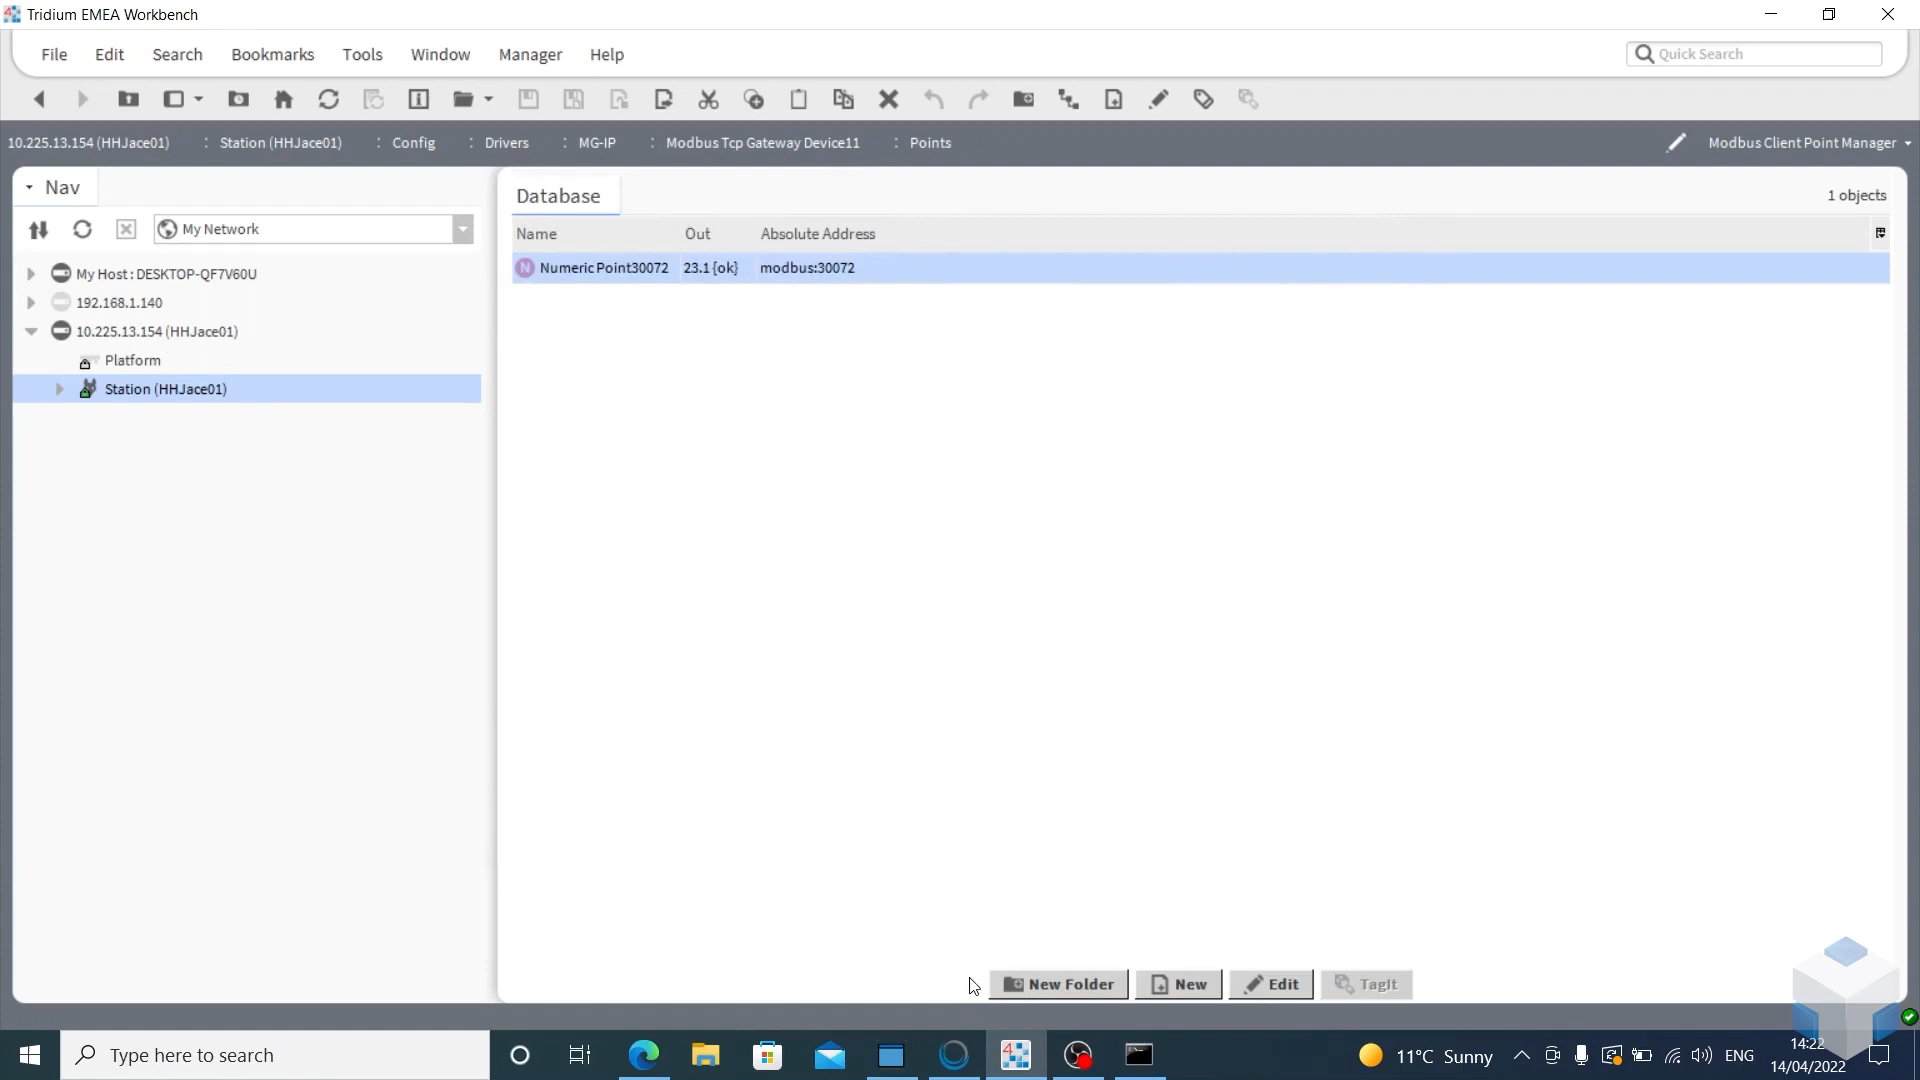 Tridium EMEA Workbench
File Edit Search Bookmarks Tools Window Manager Help
Quick Search
10.225.13.154 (HHJace01) : Station (HHJace01) : Config : Drivers : MG-IP : Modbus Tcp Gateway Device11 : Points
Modbus Client Point Manager
Nav
My Network
My Host : DESKTOP-QF7V60U
192.168.1.140
10.225.13.154 (HHJace01)
Platform
Station (HHJace01)
Database
1 objects
Name Out Absolute Address
N NumericPoint30072 23.1 {ok} modbus:30072
New Folder New Edit TagIt
Type here to search
11°C Sunny
ENG
14:22
14/04/2022